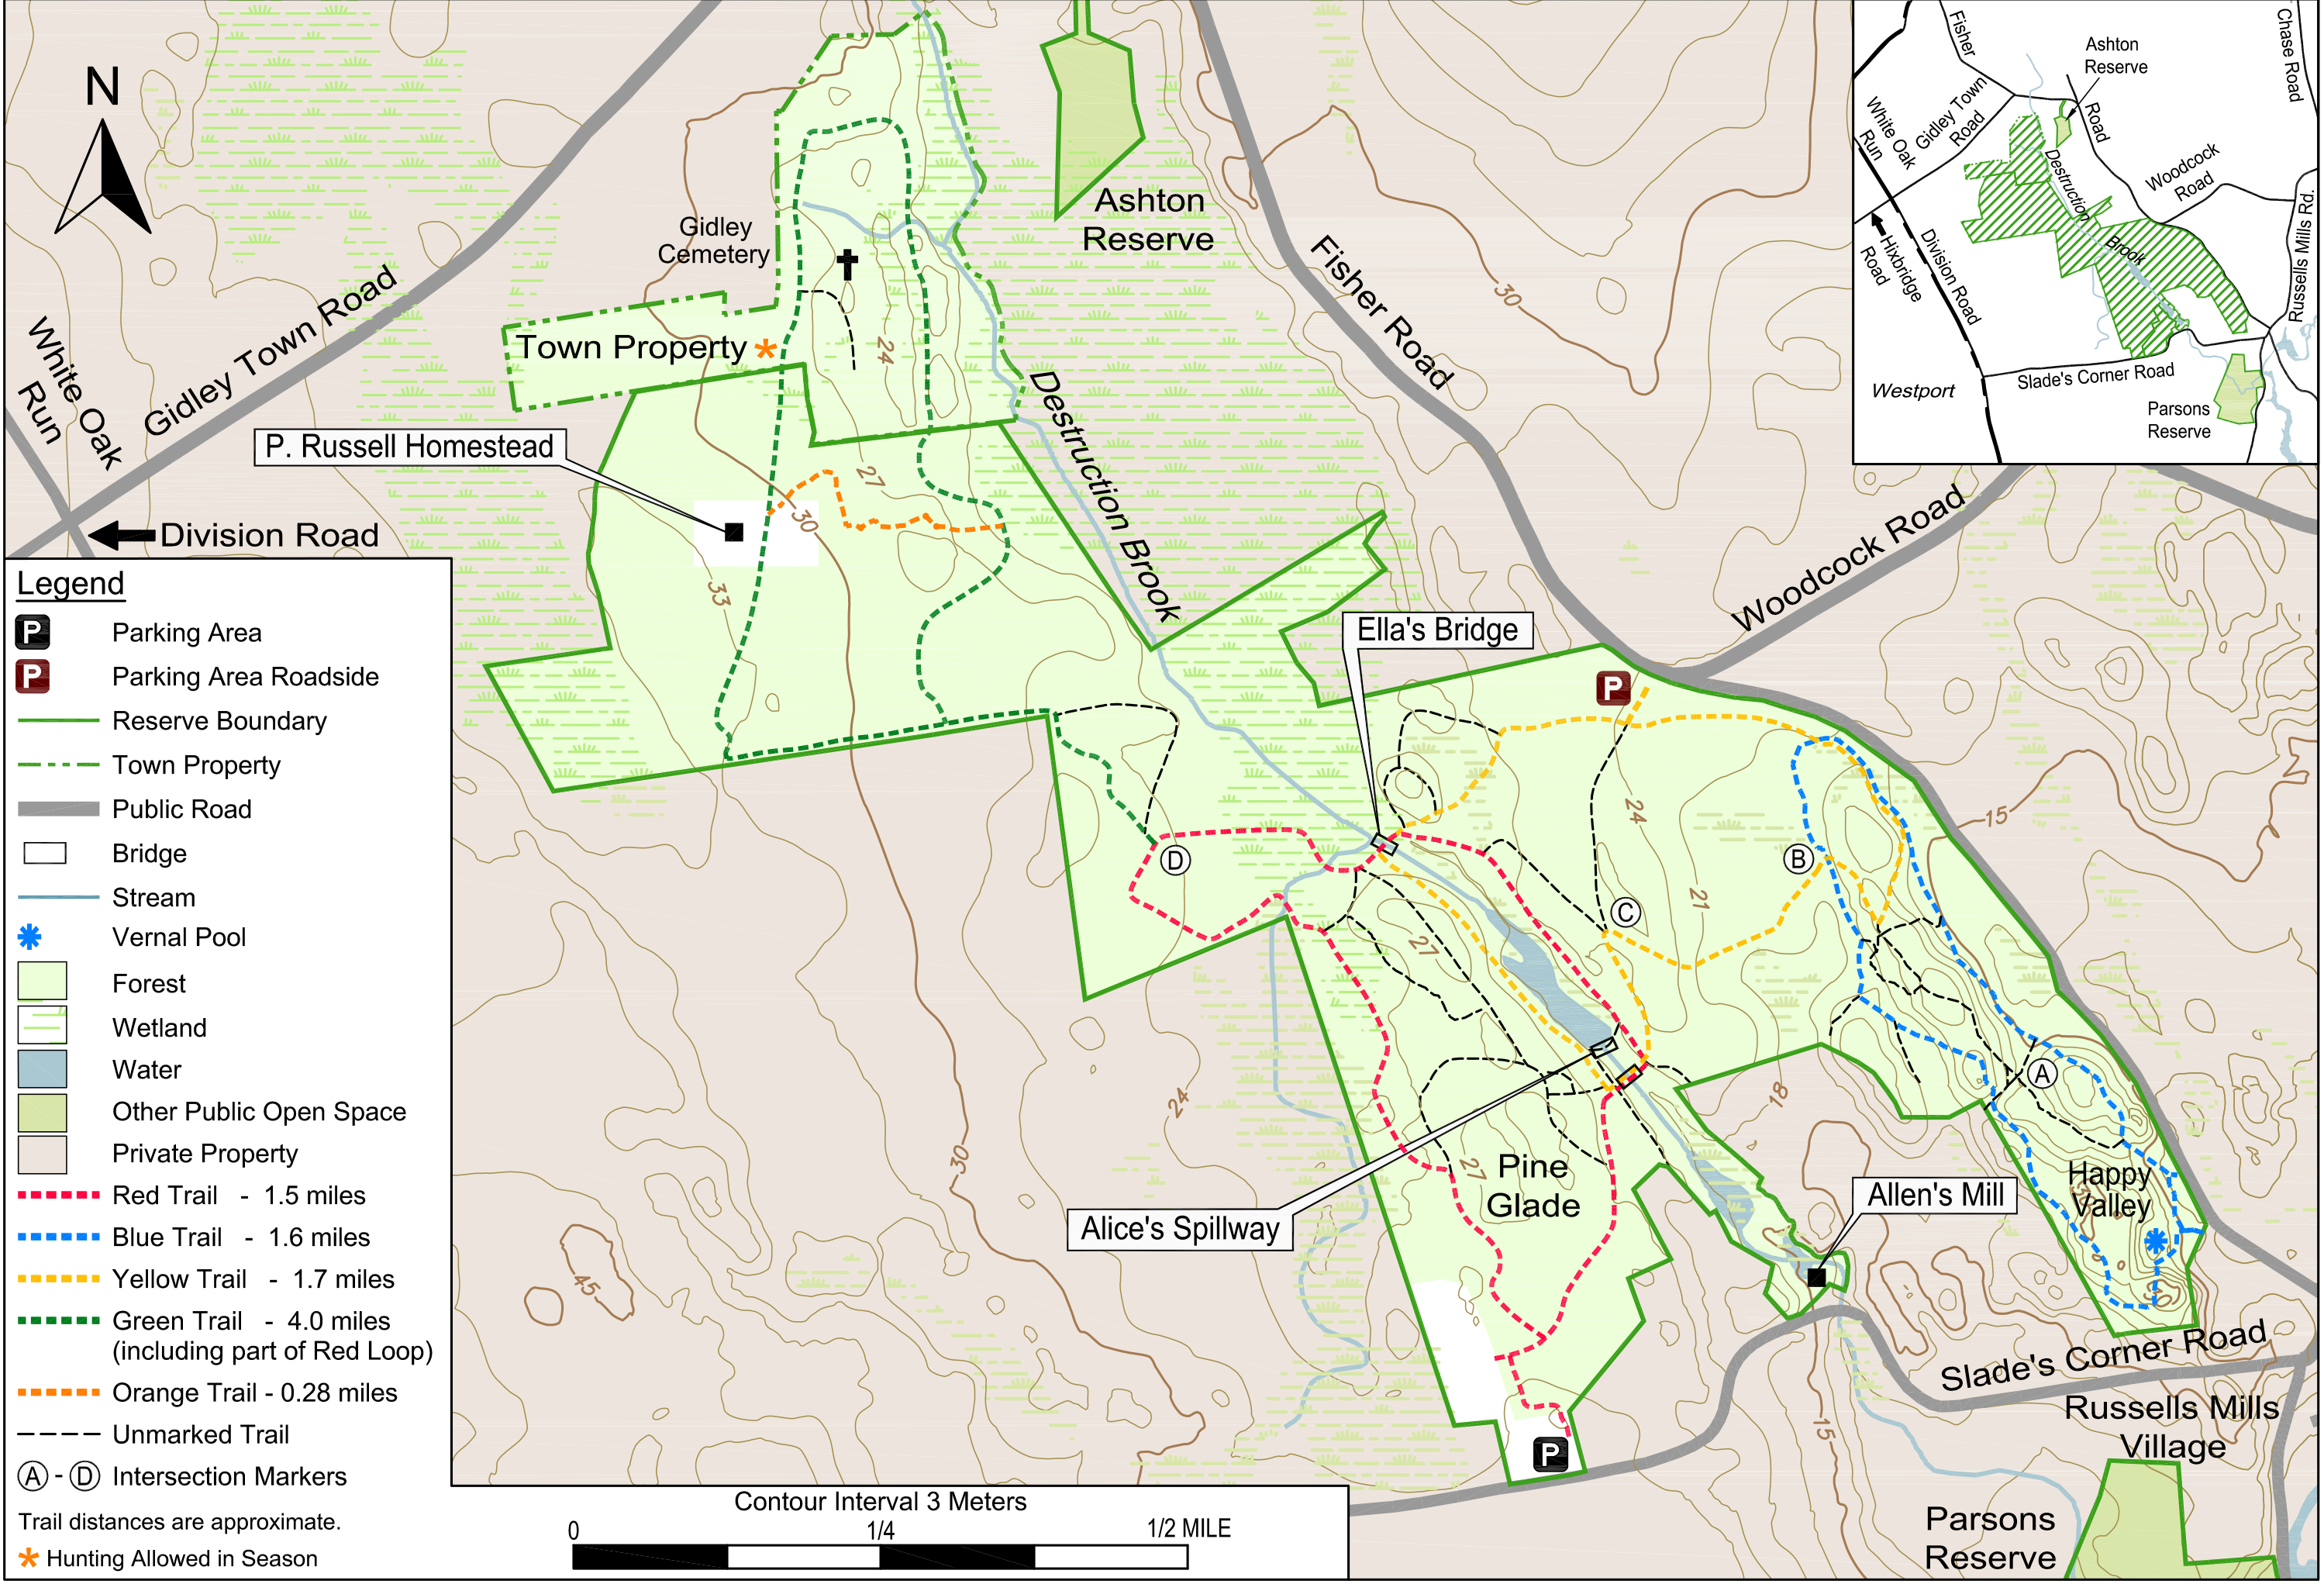 N
Gidley
Cemetery
Ashton
Reserve
Fisher Road
30
Town Property *
24
White Oak
Run
Gidley Town Road
Destruction Brook
P. Russell Homestead
27
30
Division Road
33
Woodcock Road
Ella's Bridge
P
24
15
B
D
C
21
27
A
18
24
30
27
Pine
Glade
Happy
Valley
30
Allen's Mill
Alice's Spillway
45
30
Slade's Corner Road
Russells Mills
Village
15
P
Parsons
Reserve
Fisher
Road
Ashton
Reserve
Chase Road
White Oak
Run
Gidley Town
Road
Destruction
Brook
Woodcock
Road
Russells Mills Rd.
Hixbridge
Road
Division Road
Westport
Slade's Corner Road
Parsons
Reserve
Legend
P Parking Area
P Parking Area Roadside
Reserve Boundary
Town Property
Public Road
Bridge
Stream
Vernal Pool
Forest
Wetland
Water
Other Public Open Space
Private Property
Red Trail - 1.5 miles
Blue Trail - 1.6 miles
Yellow Trail - 1.7 miles
Green Trail - 4.0 miles
(including part of Red Loop)
Orange Trail - 0.28 miles
Unmarked Trail
A - D Intersection Markers
Trail distances are approximate.
* Hunting Allowed in Season
Contour Interval 3 Meters
0 1/4 1/2 MILE